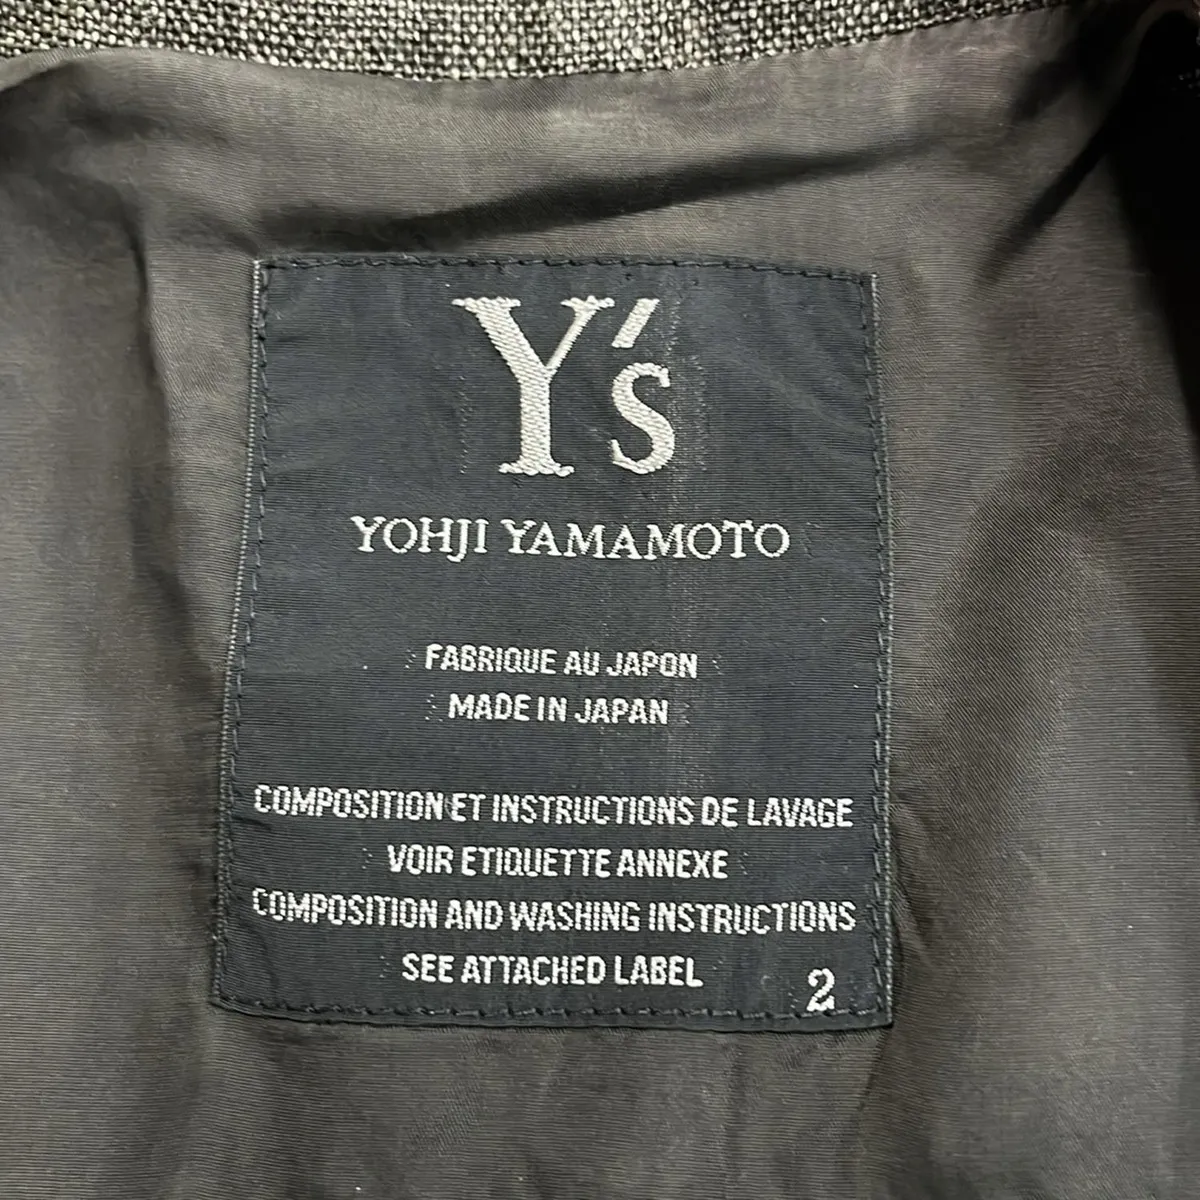 Y's
YOHJI YAMAMOTO
FABRIQUE AU JAPON
MADE IN JAPAN
COMPOSITION ET INSTRUCTIONS DE LAVAGE
VOIR ETIQUETTE ANNEXE
COMPOSITION AND WASHING INSTRUCTIONS
SEE ATTACHED LABEL
2